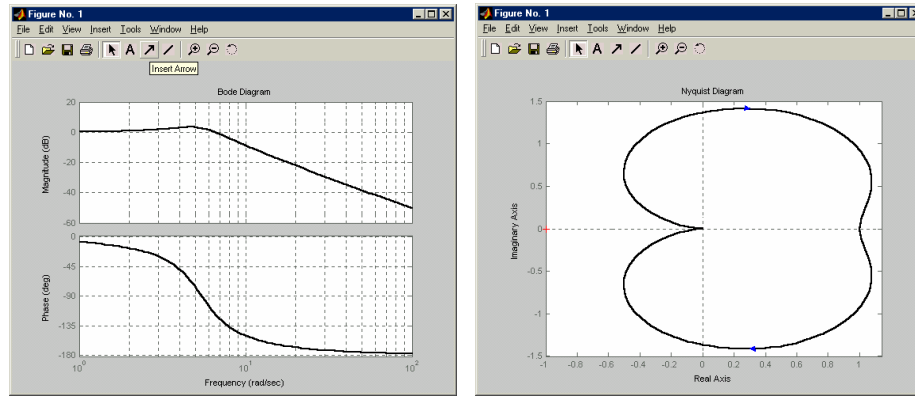 Figure No. 1
File Edit View Insert Tools Window Help
A
Insert Arrow
Bode Diagram
20
0
-20
-40
-60
Magnitude (dB)
0
-45
-90
-135
-180
Phase (deg)
10^0
10^1
10^2
Frequency (rad/sec)
Figure No. 1
File Edit View Insert Tools Window Help
A
Nyquist Diagram
1.5
1
0.5
0
-0.5
-1
-1.5
Imaginary Axis
-1 -0.8 -0.6 -0.4 -0.2 0 0.2 0.4 0.6 0.8 1
Real Axis